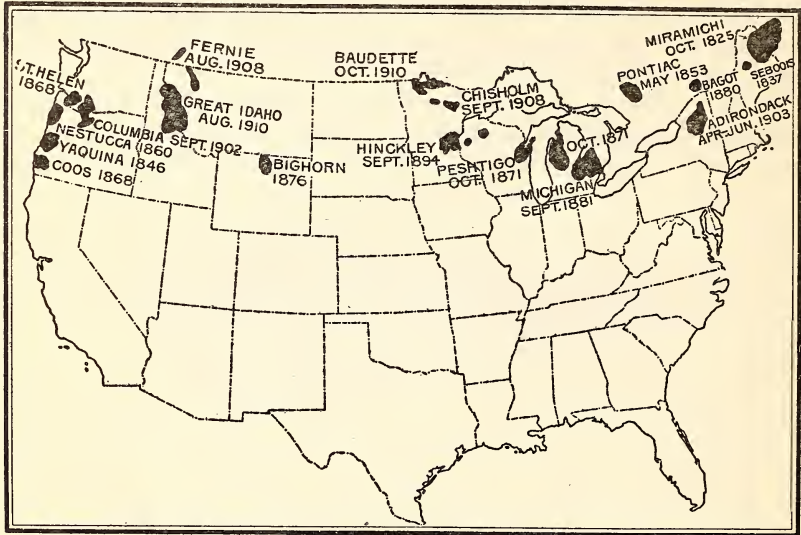 FERNIE
AUG. 1908
BAUDETTE
OCT. 1910
MIRAMICHI
OCT. 1825
PONTIAC
MAY 1853
BAGOT
1880
SEBOOIS
1837
ST. HELEN
1868
CHISHOLM
SEPT. 1908
GREAT IDAHO
AUG. 1910
ADIRONDACK
APR-JUN. 1903
COLUMBIA SEPT. 1902
NESTUCCA 1860
YAQUINA 1846
COOS 1868
HINCKLEY
SEPT. 1894
OCT. 1871
BIGHORN
1876
PESHTIGO
OCT. 1871
MICHIGAN
SEPT. 1881